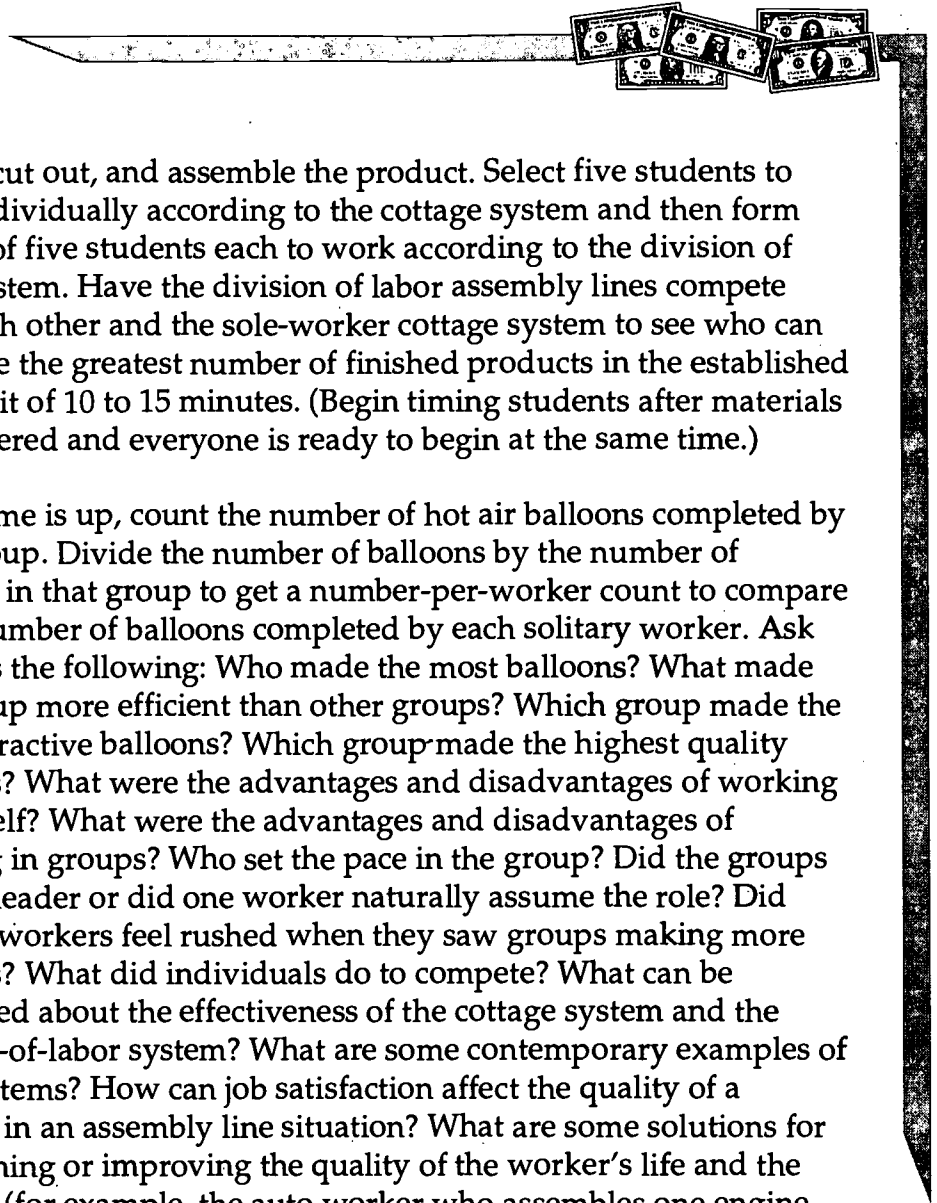 cut out, and assemble the product. Select five students to
dividually according to the cottage system and then form
of five students each to work according to the division of
stem. Have the division of labor assembly lines compete
h other and the sole-worker cottage system to see who can
e the greatest number of finished products in the established
it of 10 to 15 minutes. (Begin timing students after materials
ered and everyone is ready to begin at the same time.)
me is up, count the number of hot air balloons completed by
up. Divide the number of balloons by the number of
in that group to get a number-per-worker count to compare
umber of balloons completed by each solitary worker. Ask
s the following: Who made the most balloons? What made
up more efficient than other groups? Which group made the
ractive balloons? Which group made the highest quality
s? What were the advantages and disadvantages of working
elf? What were the advantages and disadvantages of
g in groups? Who set the pace in the group? Did the groups
leader or did one worker naturally assume the role? Did
workers feel rushed when they saw groups making more
s? What did individuals do to compete? What can be
ed about the effectiveness of the cottage system and the
-of-labor system? What are some contemporary examples of
tems? How can job satisfaction affect the quality of a
in an assembly line situation? What are some solutions for
ning or improving the quality of the worker's life and the
(for example, the auto worker who assembles one engine